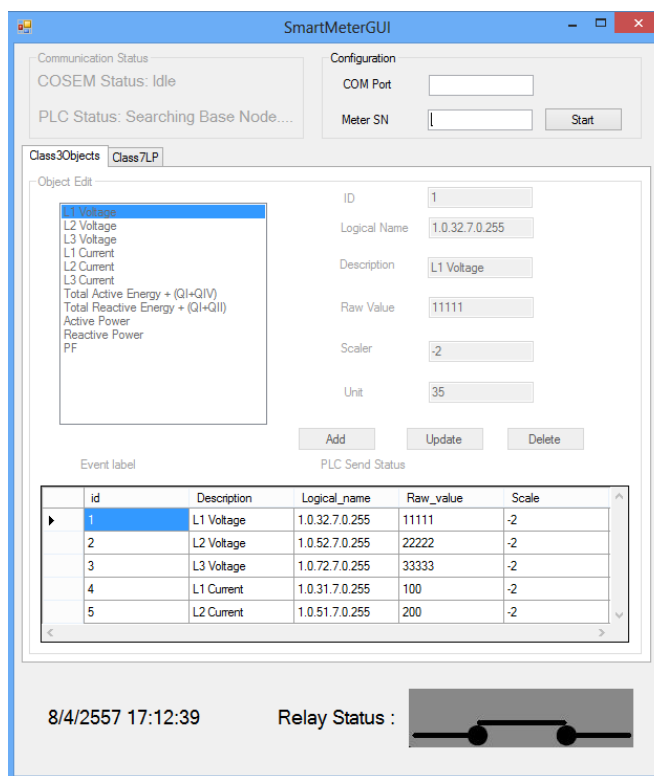 SmartMeterGUI
Communication Status
COSEM Status: Idle
PLC Status: Searching Base Node....
Configuration
COM Port
Meter SN
Start
Class3Objects
Class7LP
Object Edit
L1 Voltage
L2 Voltage
L3 Voltage
L1 Current
L2 Current
L3 Current
Total Active Energy + (QI+QIV)
Total Reactive Energy + (QI+QII)
Active Power
Reactive Power
PF
ID 1
Logical Name 1.0.32.7.0.255
Description L1 Voltage
Raw Value 11111
Scaler -2
Unit 35
Add Update Delete
Event label PLC Send Status
id Description Logical_name Raw_value Scale
1 L1 Voltage 1.0.32.7.0.255 11111 -2
2 L2 Voltage 1.0.52.7.0.255 22222 -2
3 L3 Voltage 1.0.72.7.0.255 33333 -2
4 L1 Current 1.0.31.7.0.255 100 -2
5 L2 Current 1.0.51.7.0.255 200 -2
8/4/2557 17:12:39 Relay Status :